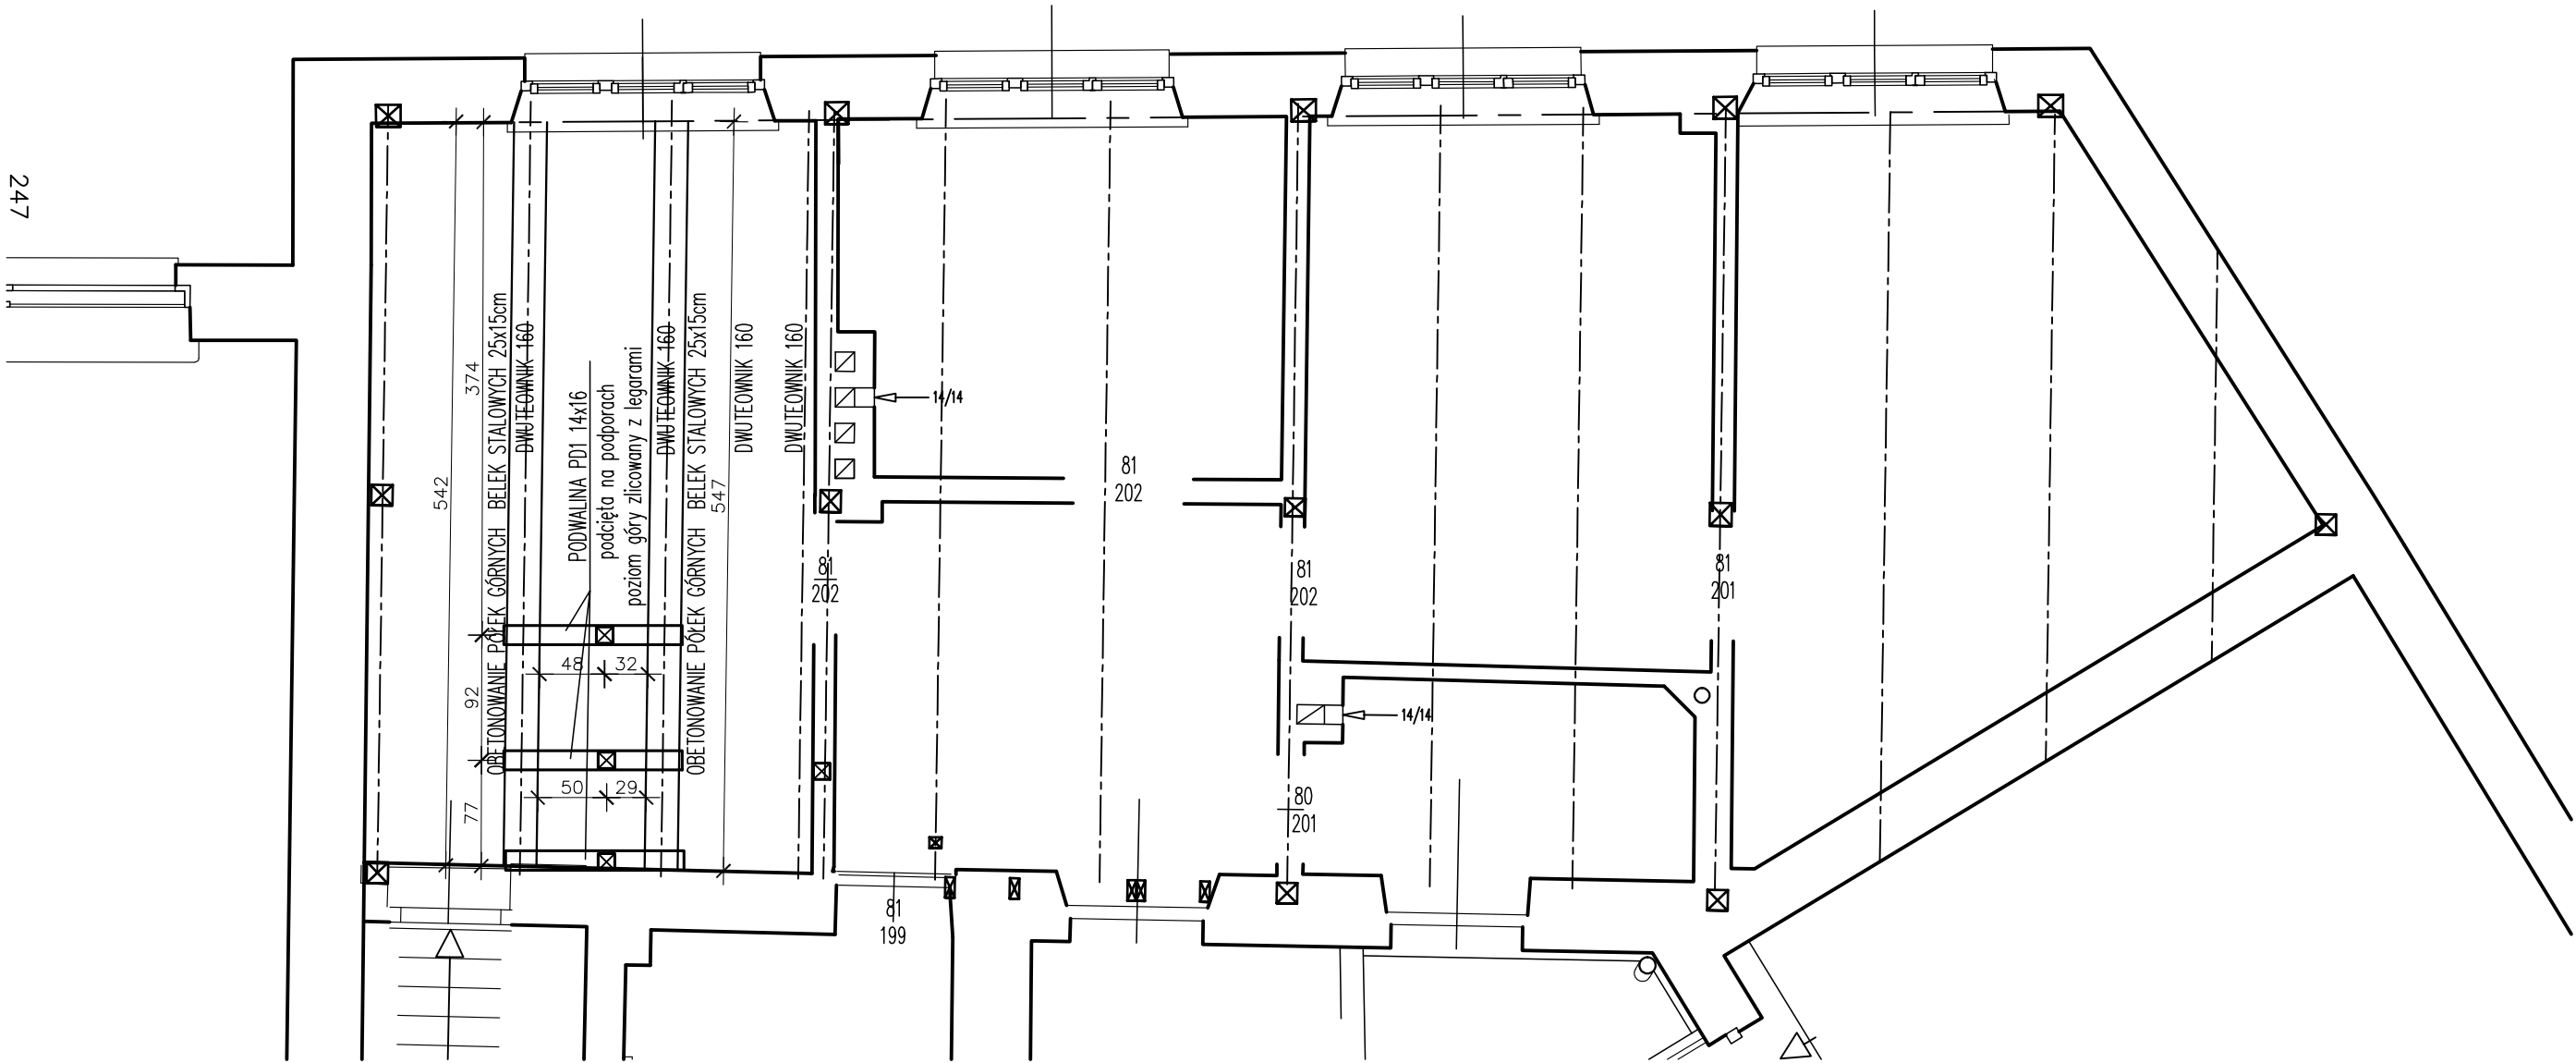 247
542
374
92
77
OBETONOWANIE PÓŁEK GÓRNYCH BELEK STALOWYCH 25x15cm
DWUTEOWNIK 160
PODWALINA PD1 14x16
podcięta na podporach
poziom góry zlicowany z legarami
DWUTEOWNIK 160
OBETONOWANIE PÓŁEK GÓRNYCH BELEK STALOWYCH 25x15cm
547
DWUTEOWNIK 160
DWUTEOWNIK 160
48
32
50
29
14/14
81
202
81
202
81
202
81
201
14/14
80
201
81
199